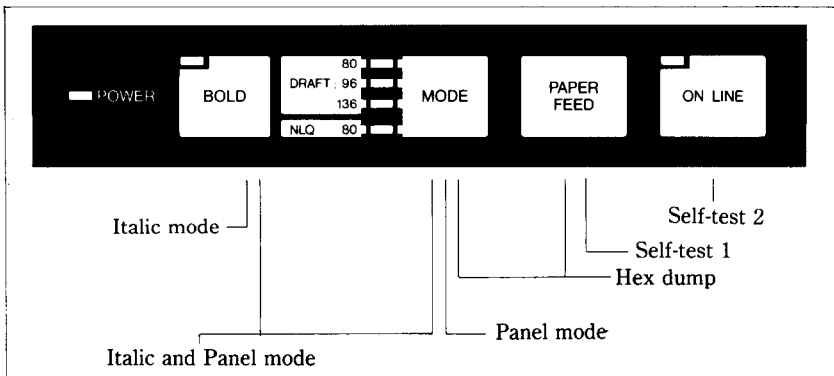 80
DRAFT : 96
136
NLQ 80
POWER
BOLD
MODE
PAPER
FEED
ON LINE
Italic mode
Self-test 2
Self-test 1
Hex dump
Panel mode
Italic and Panel mode